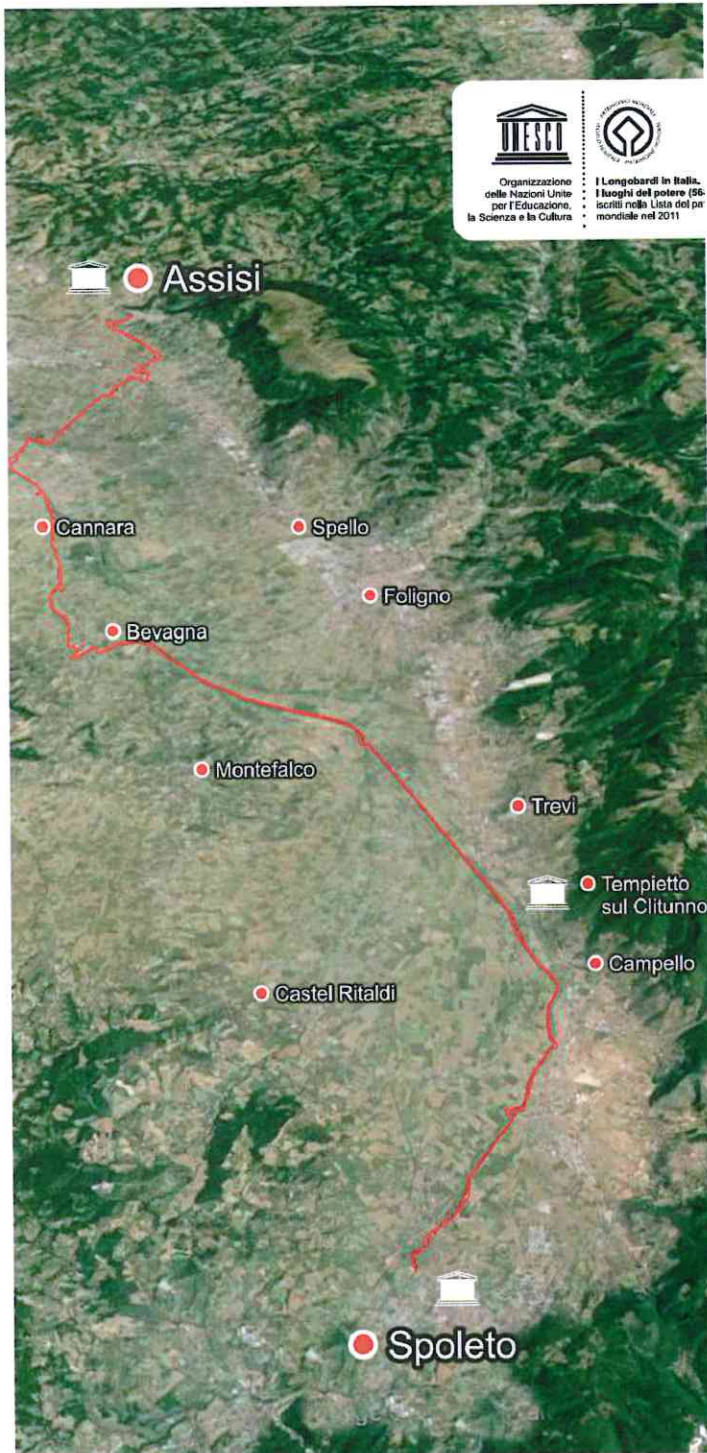 UNESCO
Organizzazione
delle Nazioni Unite
per l'Educazione,
la Scienza e la Cultura
I Longobardi in Italia.
I luoghi del potere (56
iscritti nella Lista del pa
mondiale nel 2011
Assisi
Cannara
Spello
Foligno
Bevagna
Montefalco
Trevi
Tempietto
sul Clitunno
Campello
Castel Ritaldi
Spoleto